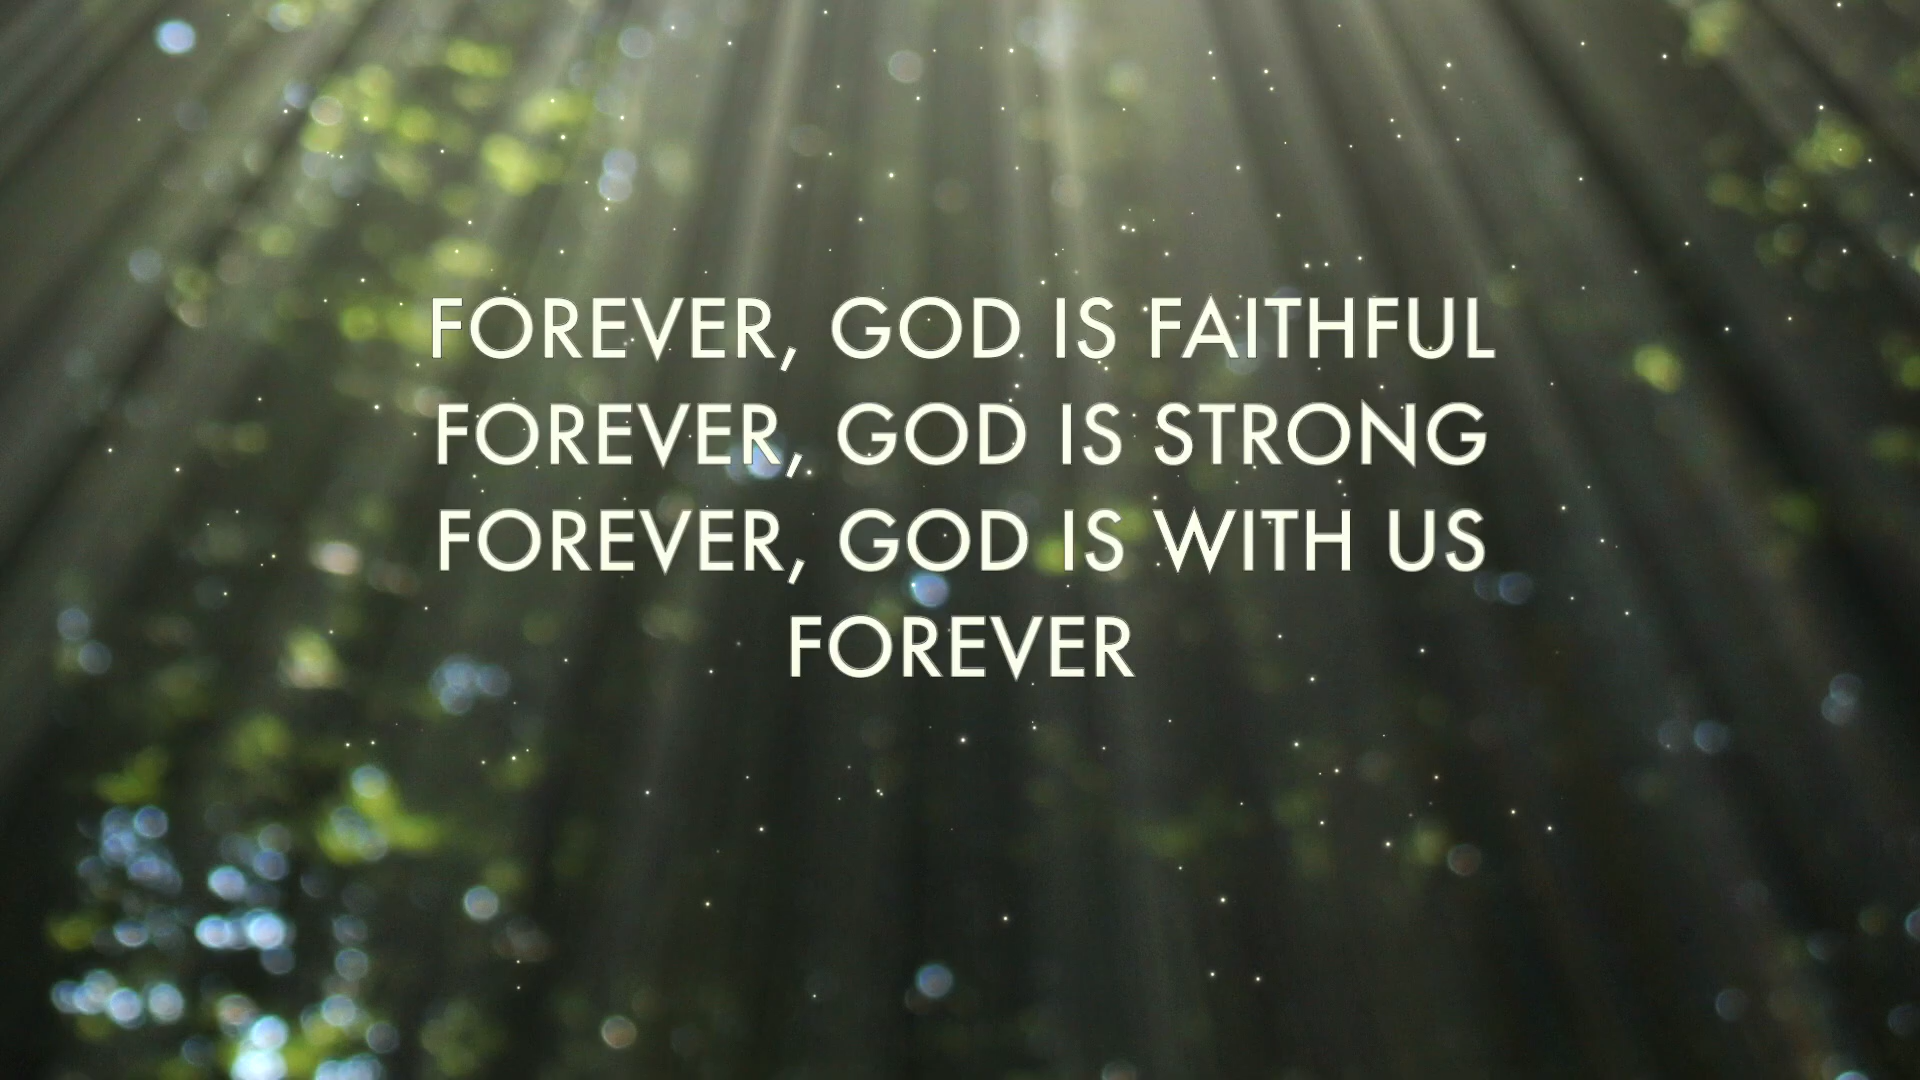 FOREVER, GOD IS FAITHFUL
FOREVER, GOD IS STRONG
FOREVER, GOD IS WITH US
FOREVER